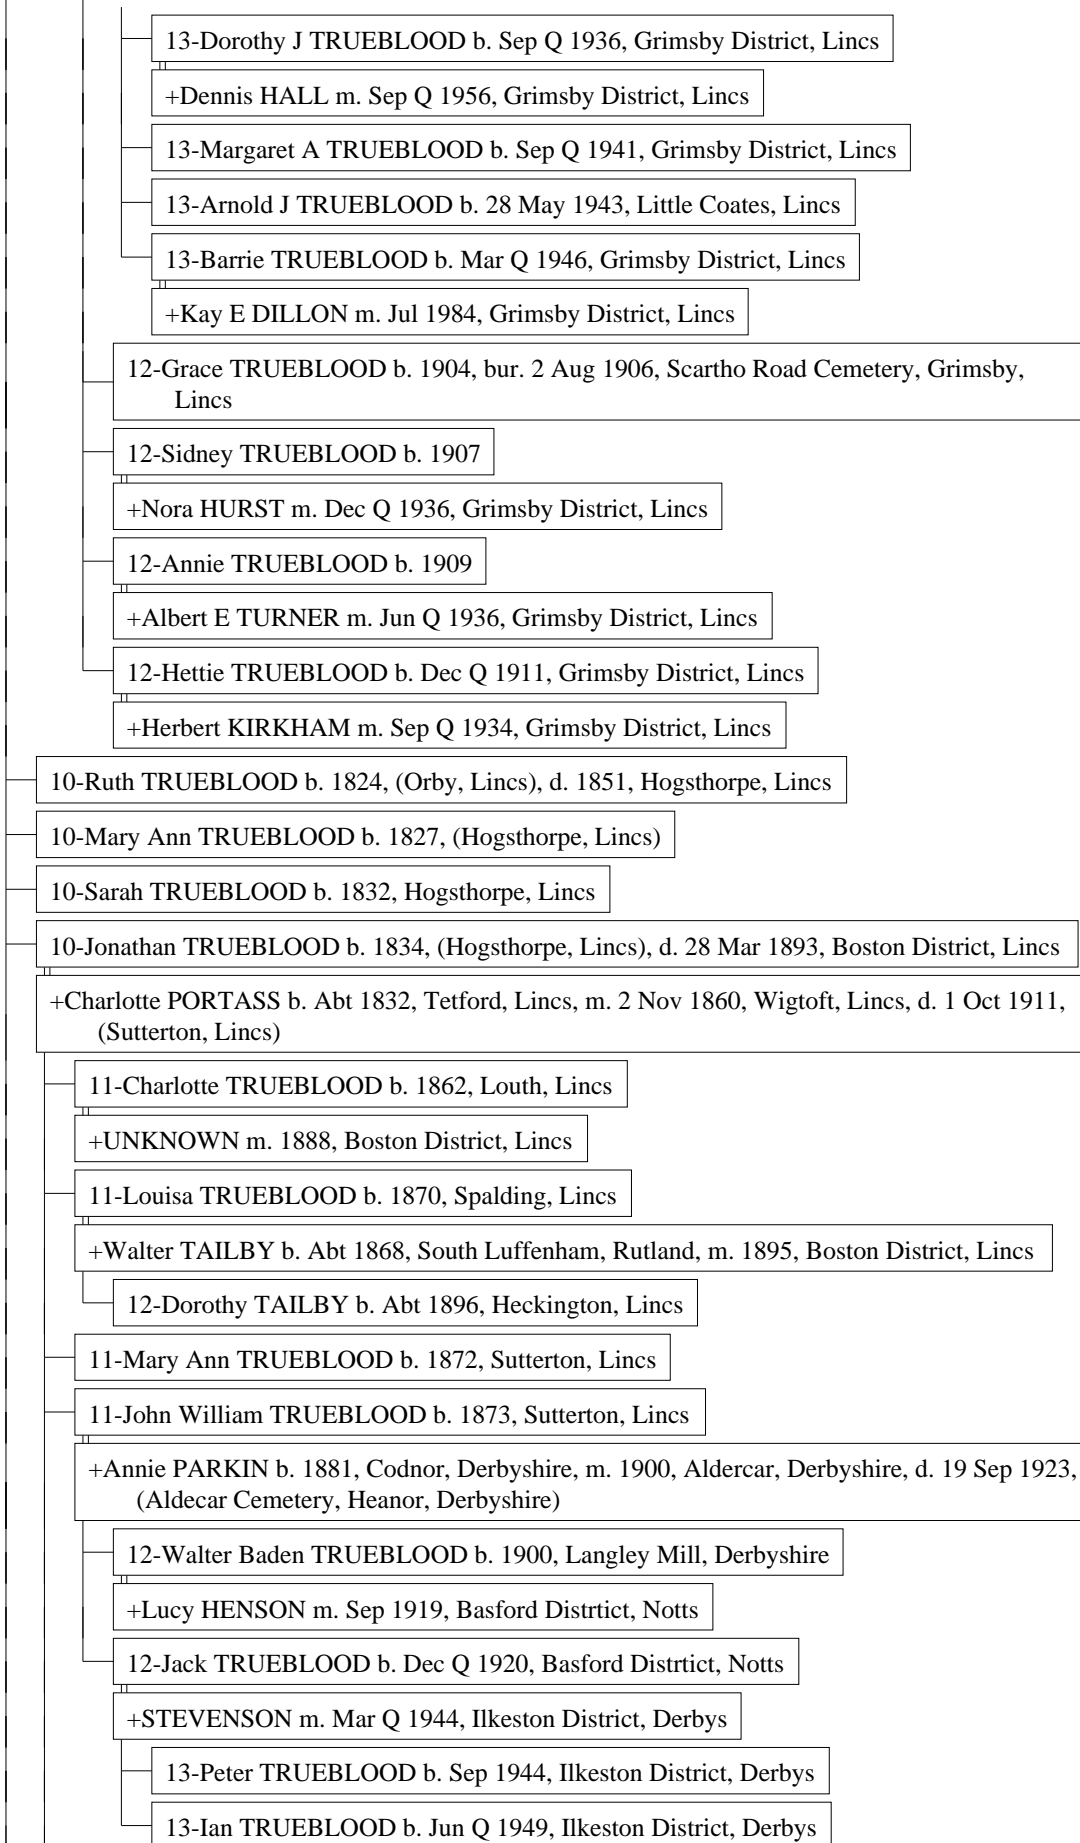 13-Dorothy J TRUEBLOOD b. Sep Q 1936, Grimsby District, Lincs
+Dennis HALL m. Sep Q 1956, Grimsby District, Lincs
13-Margaret A TRUEBLOOD b. Sep Q 1941, Grimsby District, Lincs
13-Arnold J TRUEBLOOD b. 28 May 1943, Little Coates, Lincs
13-Barrie TRUEBLOOD b. Mar Q 1946, Grimsby District, Lincs
+Kay E DILLON m. Jul 1984, Grimsby District, Lincs
12-Grace TRUEBLOOD b. 1904, bur. 2 Aug 1906, Scartho Road Cemetery, Grimsby,
Lincs
12-Sidney TRUEBLOOD b. 1907
+Nora HURST m. Dec Q 1936, Grimsby District, Lincs
12-Annie TRUEBLOOD b. 1909
+Albert E TURNER m. Jun Q 1936, Grimsby District, Lincs
12-Hettie TRUEBLOOD b. Dec Q 1911, Grimsby District, Lincs
+Herbert KIRKHAM m. Sep Q 1934, Grimsby District, Lincs
10-Ruth TRUEBLOOD b. 1824, (Orby, Lincs), d. 1851, Hogsthorpe, Lincs
10-Mary Ann TRUEBLOOD b. 1827, (Hogsthorpe, Lincs)
10-Sarah TRUEBLOOD b. 1832, Hogsthorpe, Lincs
10-Jonathan TRUEBLOOD b. 1834, (Hogsthorpe, Lincs), d. 28 Mar 1893, Boston District, Lincs
+Charlotte PORTASS b. Abt 1832, Tetford, Lincs, m. 2 Nov 1860, Wigtoft, Lincs, d. 1 Oct 1911,
(Sutterton, Lincs)
11-Charlotte TRUEBLOOD b. 1862, Louth, Lincs
+UNKNOWN m. 1888, Boston District, Lincs
11-Louisa TRUEBLOOD b. 1870, Spalding, Lincs
+Walter TAILBY b. Abt 1868, South Luffenham, Rutland, m. 1895, Boston District, Lincs
12-Dorothy TAILBY b. Abt 1896, Heckington, Lincs
11-Mary Ann TRUEBLOOD b. 1872, Sutterton, Lincs
11-John William TRUEBLOOD b. 1873, Sutterton, Lincs
+Annie PARKIN b. 1881, Codnor, Derbyshire, m. 1900, Aldercar, Derbyshire, d. 19 Sep 1923,
(Aldecar Cemetery, Heanor, Derbyshire)
12-Walter Baden TRUEBLOOD b. 1900, Langley Mill, Derbyshire
+Lucy HENSON m. Sep 1919, Basford Distrtict, Notts
12-Jack TRUEBLOOD b. Dec Q 1920, Basford Distrtict, Notts
+STEVENSON m. Mar Q 1944, Ilkeston District, Derbys
13-Peter TRUEBLOOD b. Sep 1944, Ilkeston District, Derbys
13-Ian TRUEBLOOD b. Jun Q 1949, Ilkeston District, Derbys